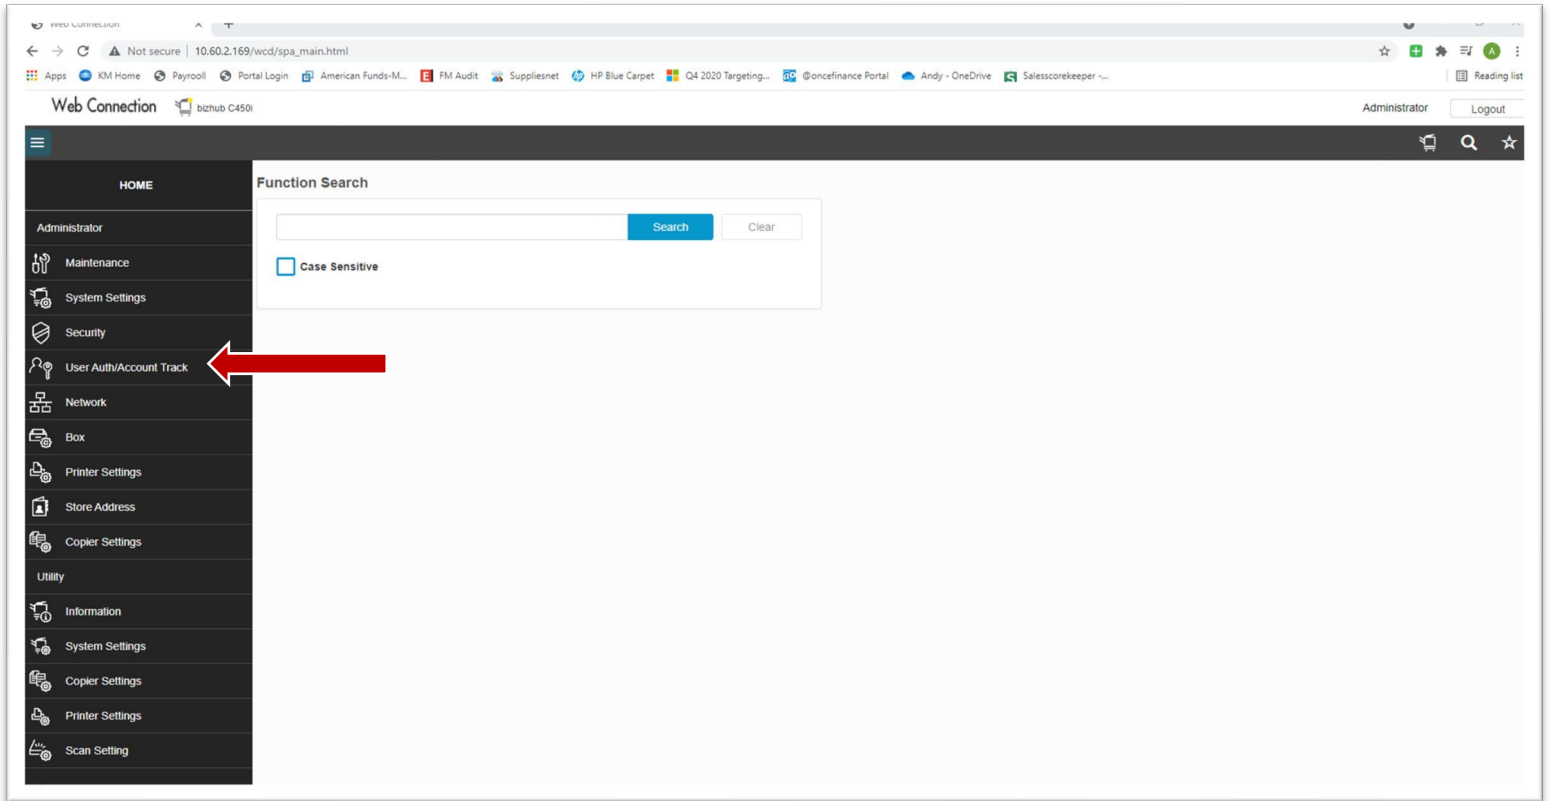 Web Connection
Not secure | 10.60.2.169/wcd/spa_main.html
A
Apps KM Home Payrooll Portal Login American Funds-M... FM Audit Suppliesnet HP Blue Carpet Q4 2020 Targeting... @oncefinance Portal Andy - OneDrive Salesscorekeeper -... Reading list
Web Connection bizhub C450i Administrator Logout
HOME
Function Search
Search Clear
Case Sensitive
Administrator
Maintenance
System Settings
Security
User Auth/Account Track
Network
Box
Printer Settings
Store Address
Copier Settings
Utility
Information
System Settings
Copier Settings
Printer Settings
Scan Setting